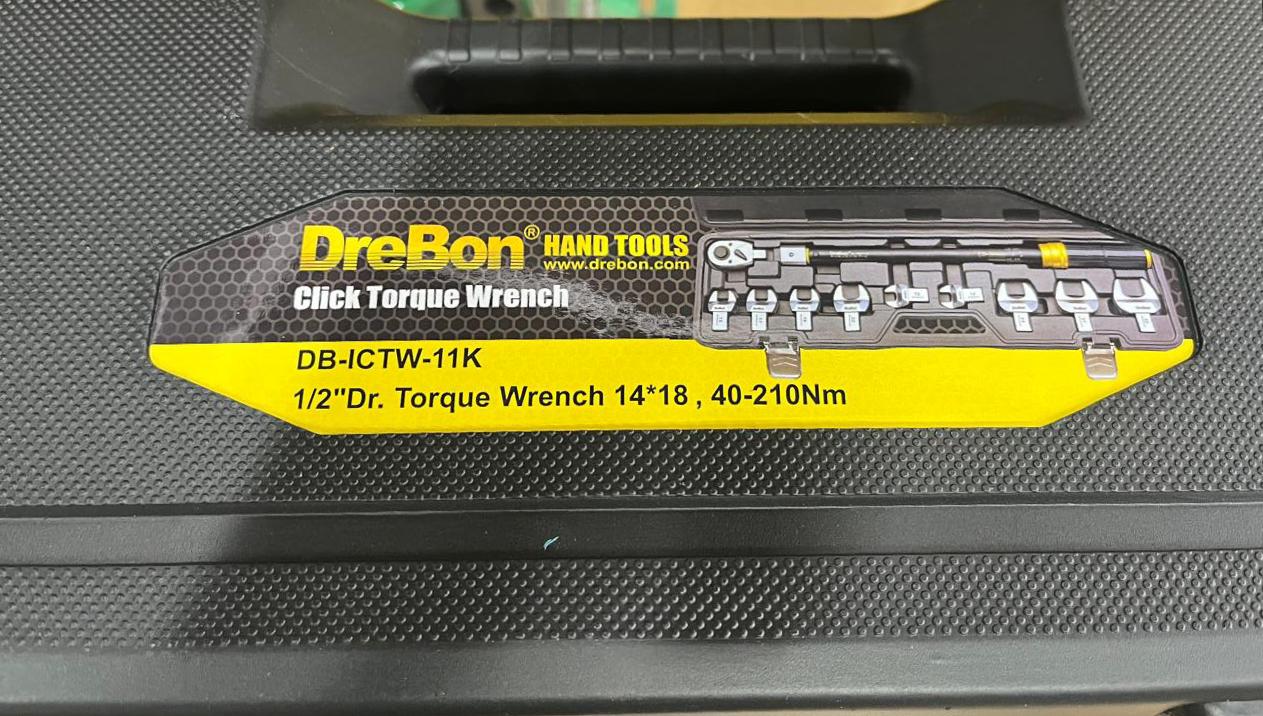 DreBon® HAND TOOLS
www.drebon.com
Click Torque Wrench
DB-ICTW-11K
1/2"Dr. Torque Wrench 14*18 , 40-210Nm